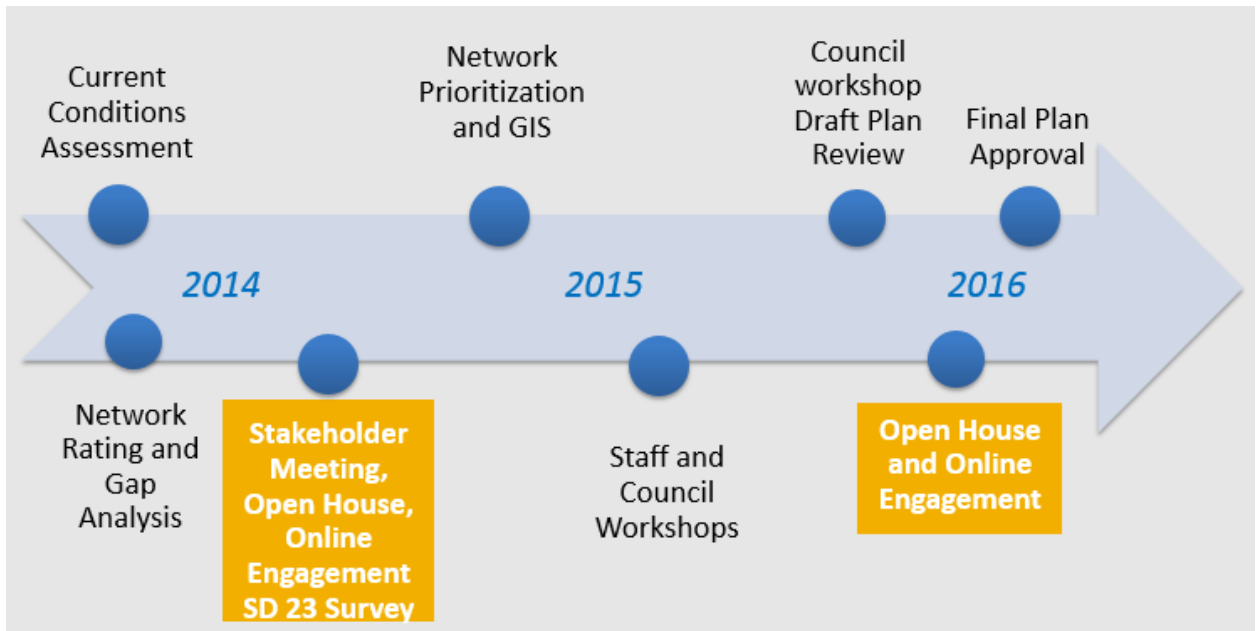 Current
Conditions
Assessment
Network
Prioritization
and GIS
Council
workshop
Draft Plan
Review
Final Plan
Approval
2014
2015
2016
Network
Rating and
Gap
Analysis
Stakeholder
Meeting,
Open House,
Online
Engagement
SD 23 Survey
Staff and
Council
Workshops
Open House
and Online
Engagement